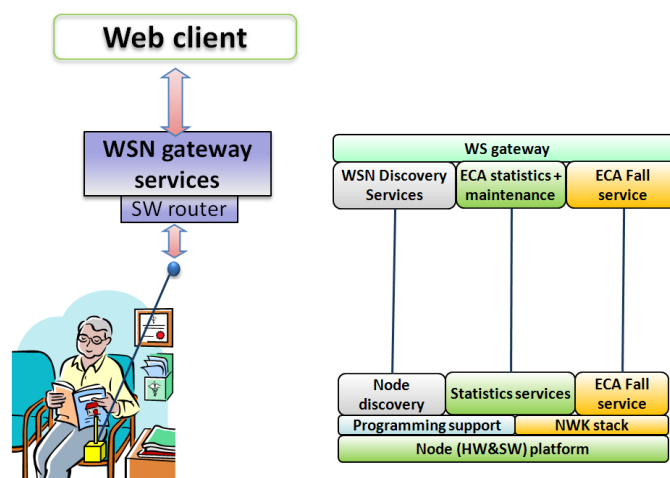 Web client
WSN gateway
services
SW router
WS gateway
WSN Discovery
Services
ECA statistics +
maintenance
ECA Fall
service
Node
discovery
Statistics services
ECA Fall
service
Programming support
NWK stack
Node (HW&SW) platform